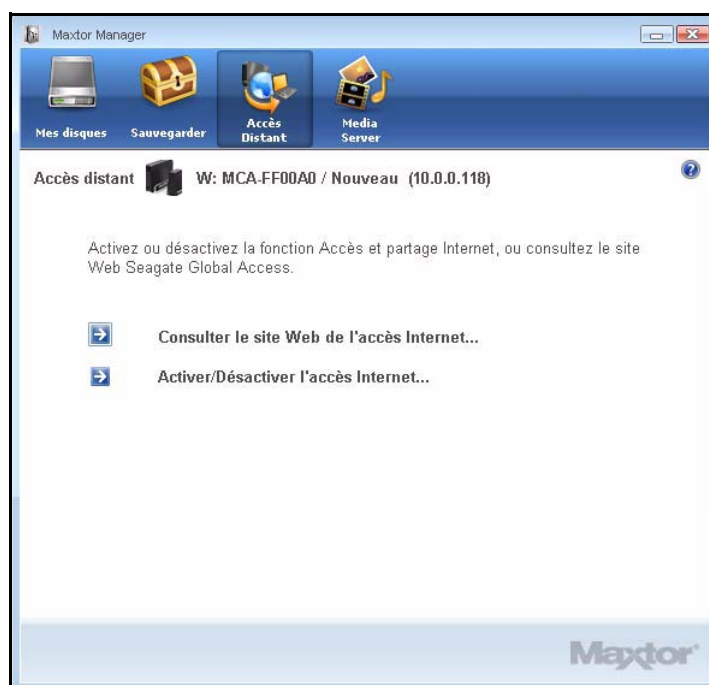 Maxtor Manager
Mes disques
Sauvegarder
Accès
Distant
Media
Server
Accès distant W: MCA-FF00A0 / Nouveau (10.0.0.118)
Activez ou désactivez la fonction Accès et partage Internet, ou consultez le site
Web Seagate Global Access.
Consulter le site Web de l'accès Internet...
Activer/Désactiver l'accès Internet...
Maxtor